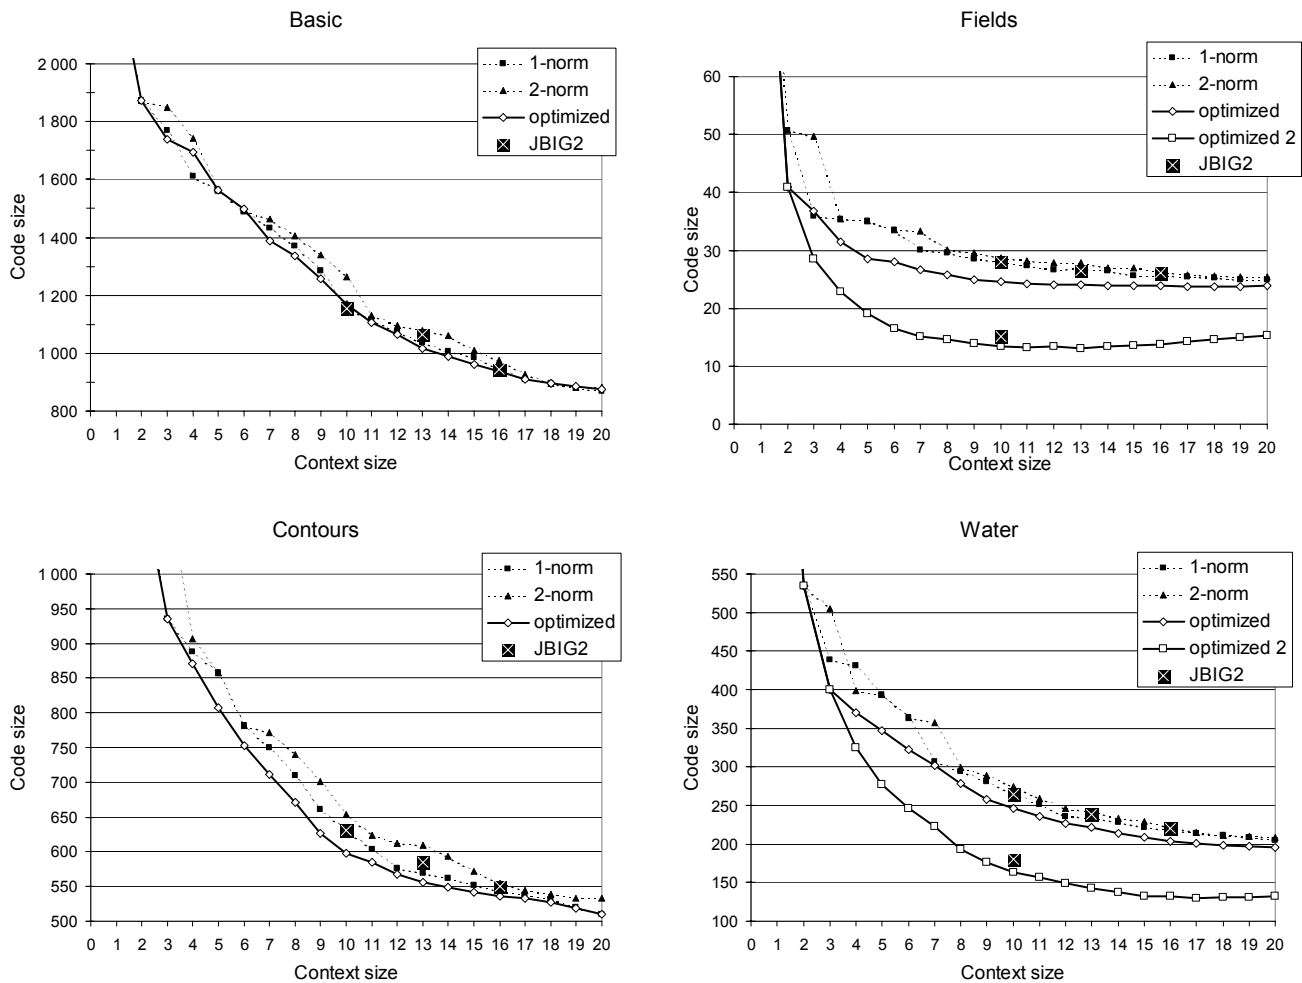 Basic
2 000
1 800
1 600
1 400
1 200
1 000
800
Code size
0 1 2 3 4 5 6 7 8 9 10 11 12 13 14 15 16 17 18 19 20
Context size
1-norm
2-norm
optimized
JBIG2
Fields
60
50
40
30
20
10
0
Code size
0 1 2 3 4 5 6 7 8 9 10 11 12 13 14 15 16 17 18 19 20
Context size
1-norm
2-norm
optimized
optimized 2
JBIG2
Contours
1 000
950
900
850
800
750
700
650
600
550
500
Code size
0 1 2 3 4 5 6 7 8 9 10 11 12 13 14 15 16 17 18 19 20
Context size
1-norm
2-norm
optimized
JBIG2
Water
550
500
450
400
350
300
250
200
150
100
Code size
0 1 2 3 4 5 6 7 8 9 10 11 12 13 14 15 16 17 18 19 20
Context size
1-norm
2-norm
optimized
optimized 2
JBIG2